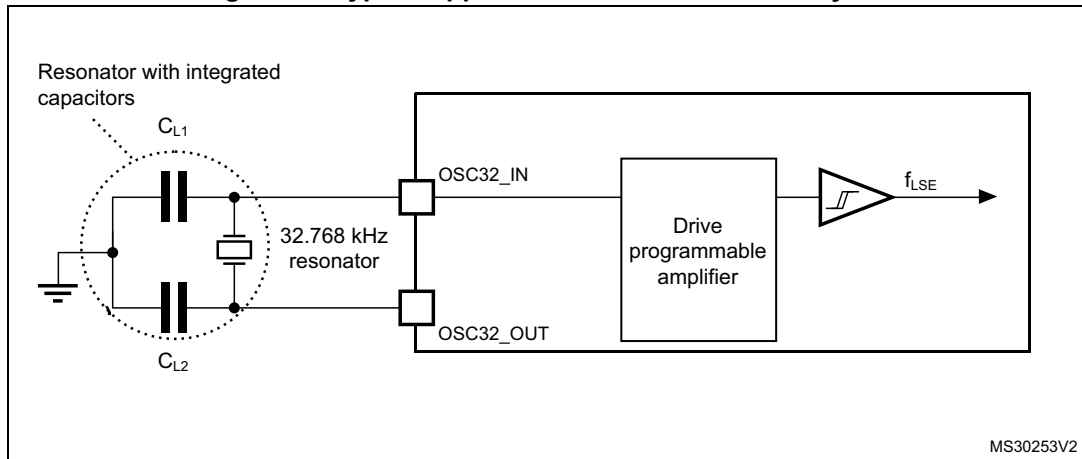 Resonator with integrated
capacitors
CL1
OSC32_IN
fLSE
32.768 kHz
resonator
Drive
programmable
amplifier
OSC32_OUT
CL2
MS30253V2